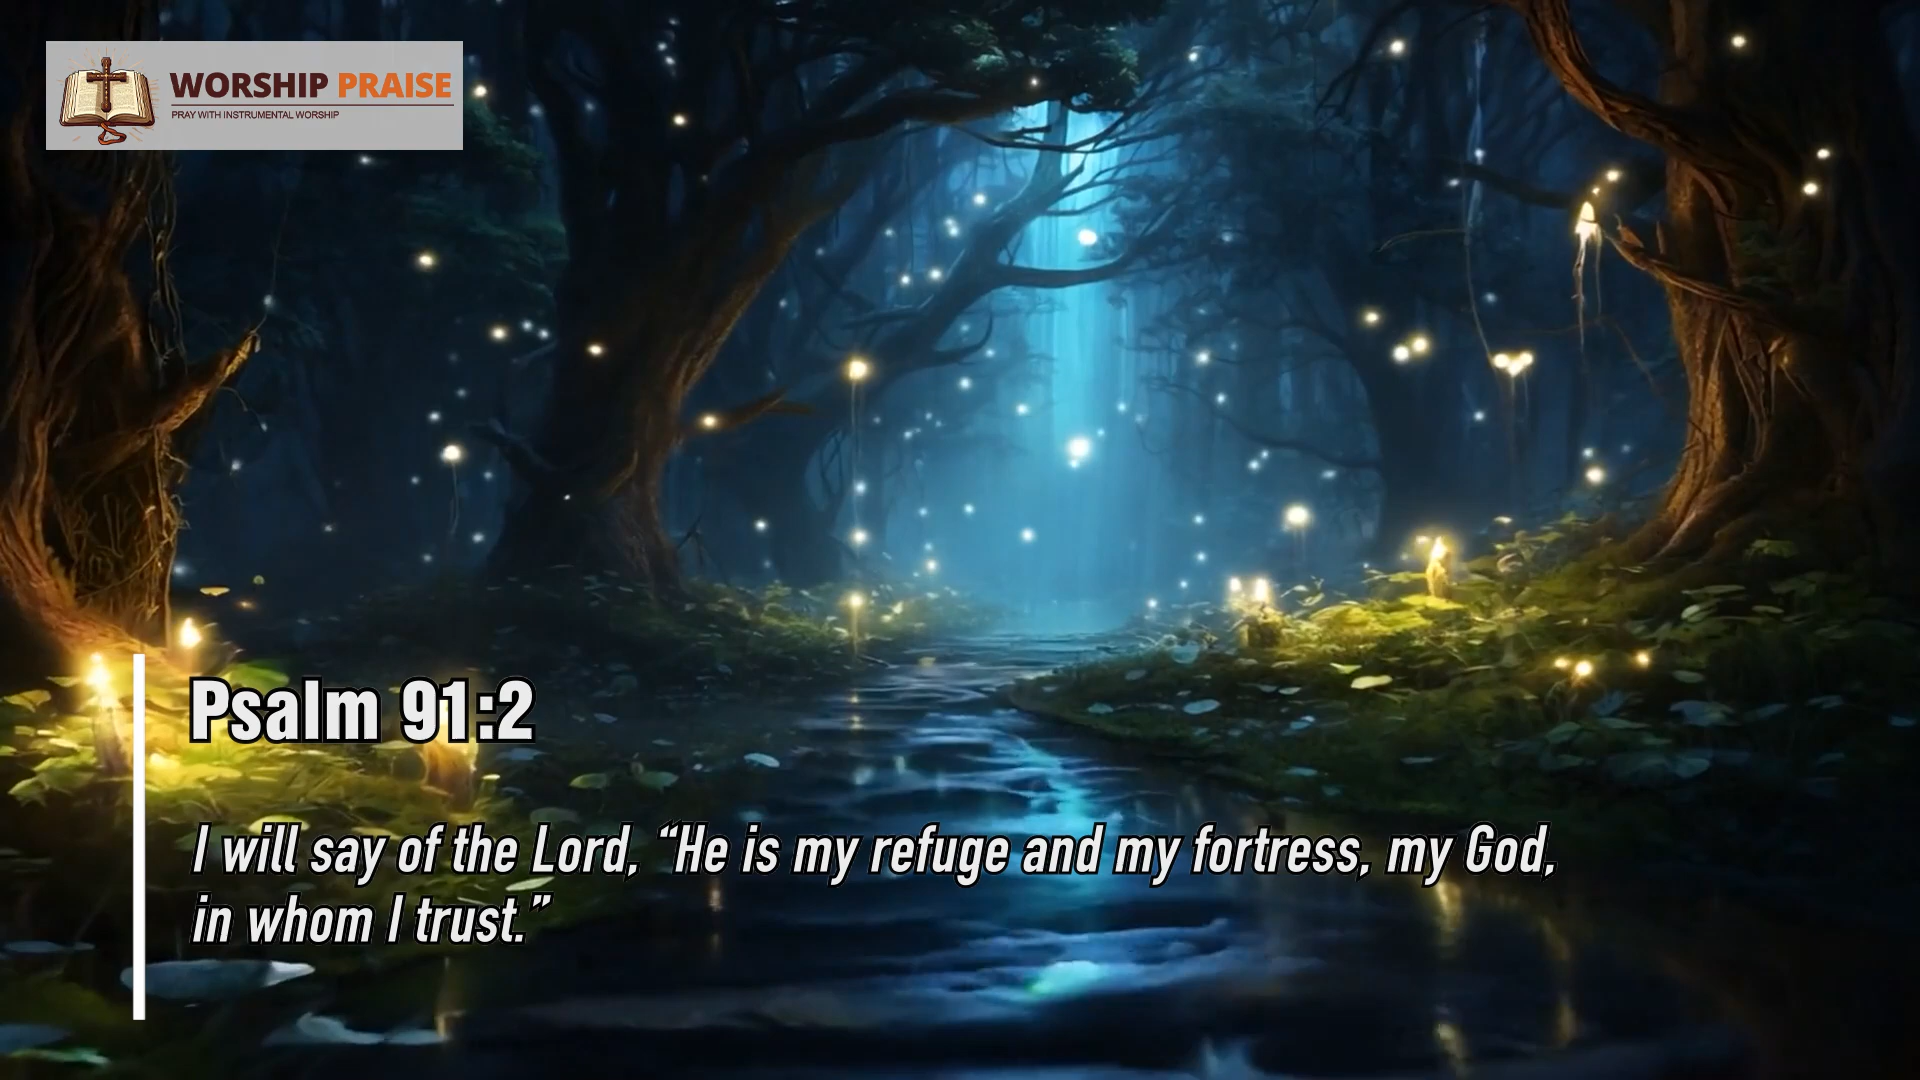 WORSHIP PRAISE
PRAY WITH INSTRUMENTAL WORSHIP
Psalm 91:2
I will say of the Lord, “He is my refuge and my fortress, my God,
in whom I trust.”